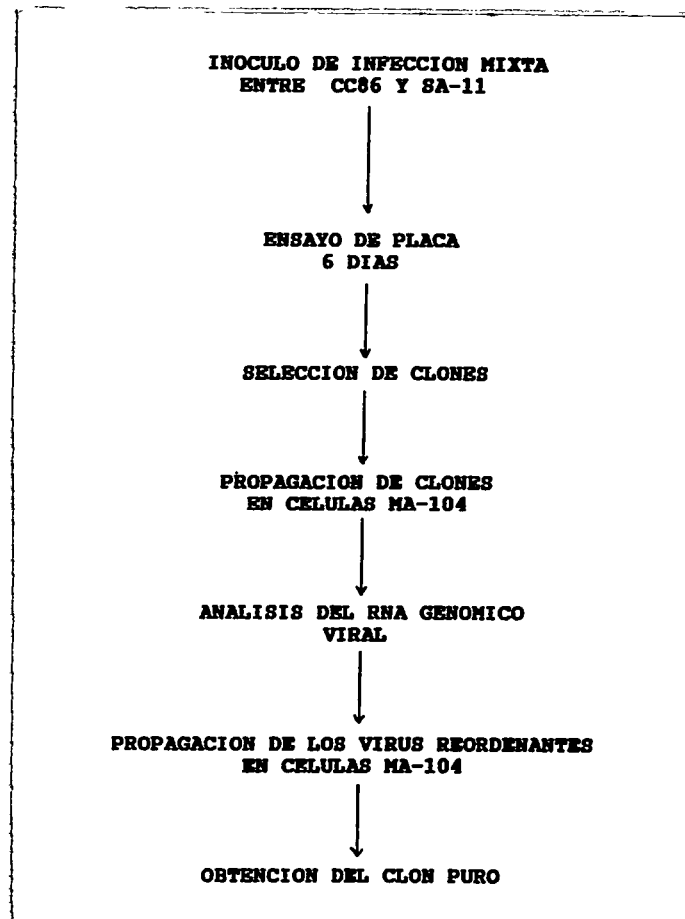 INOCULO DE INFECCION MIXTA
ENTRE CC86 Y SA-11
ENSAYO DE PLACA
6 DIAS
SELECCION DE CLONES
PROPAGACION DE CLONES
EN CELULAS MA-104
ANALISIS DEL RNA GENOMICO
VIRAL
PROPAGACION DE LOS VIRUS REORDENANTES
EN CELULAS MA-104
OBTENCION DEL CLON PURO